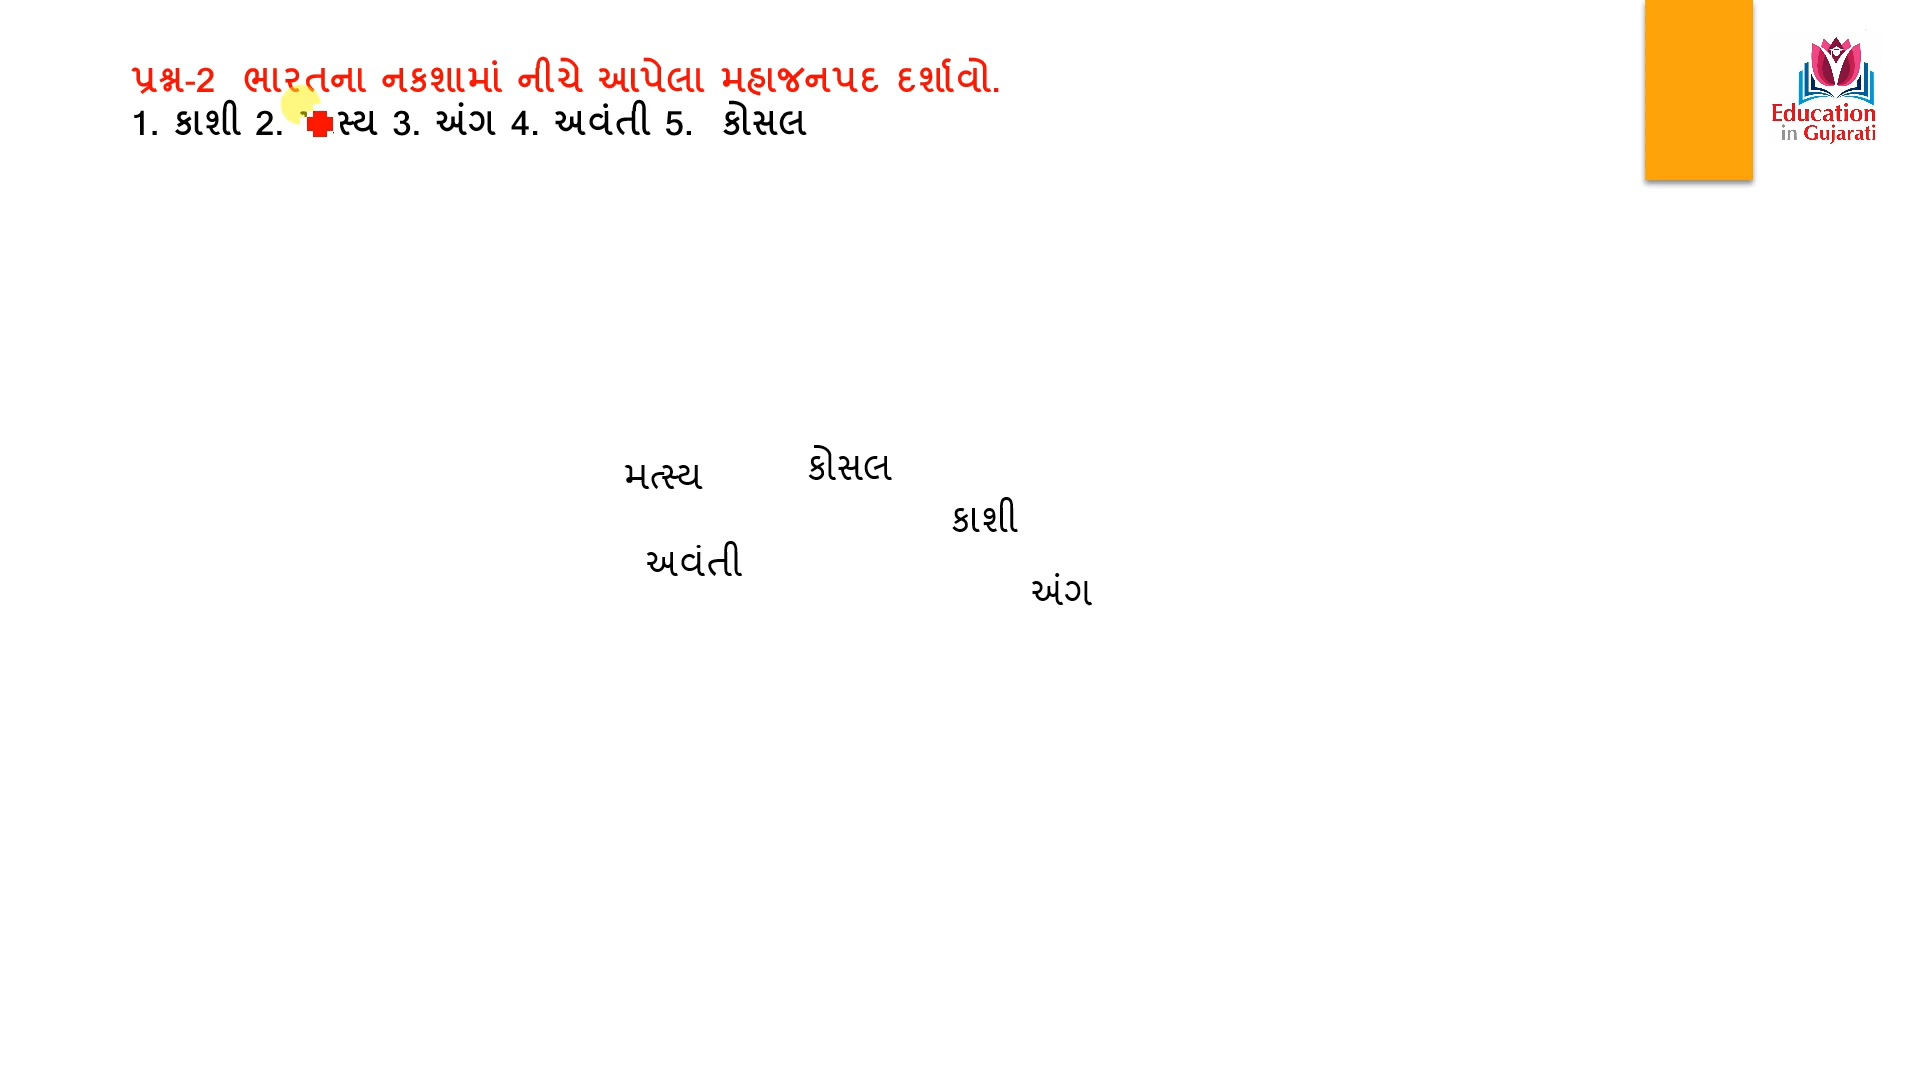 પ્રશ્ન-2 ભારતના નકશામાં નીચે આપેલા મહાજનપદ દર્શાવો.
1. કાશી 2. 3. અંગ 4. અવંતી 5. કોસલ
Education
in Gujarati
કોસલ
મત્સ્ય
કાશી
અવંતી
અંગ